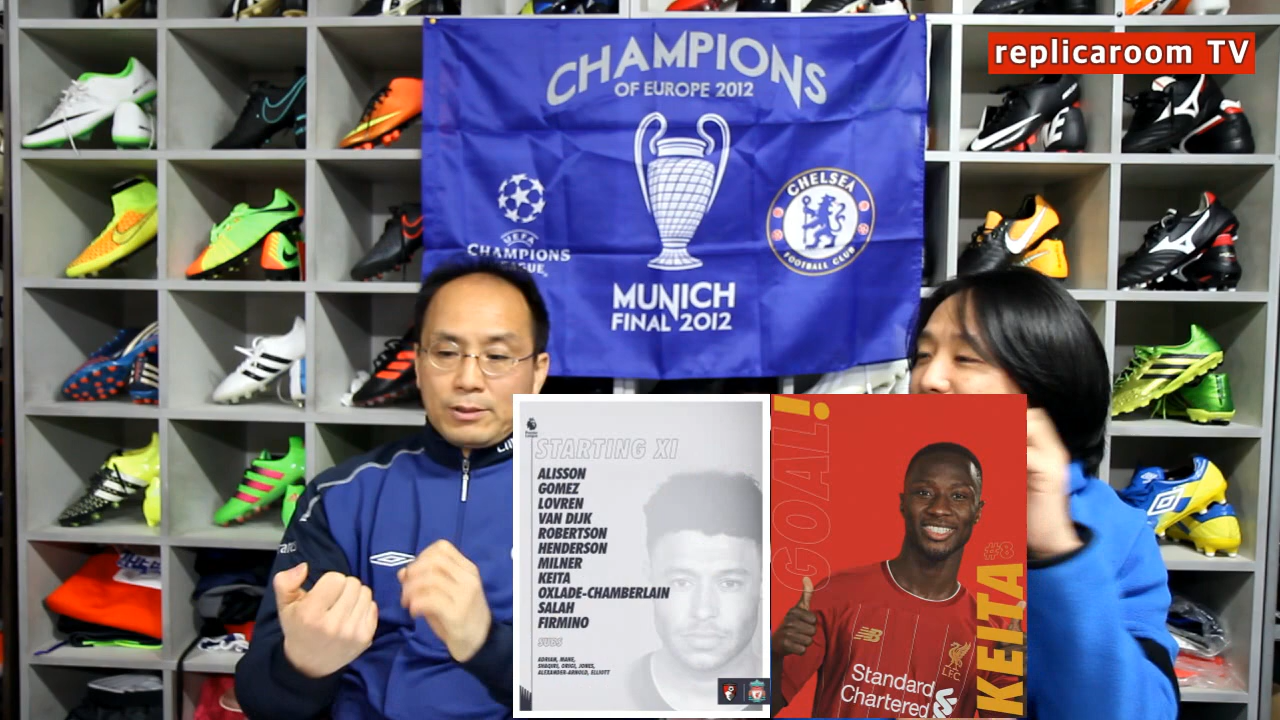 replicaroom TV
CHAMPIONS
OF EUROPE 2012
UEFA
CHAMPIONS
LEAGUE
CHELSEA
FOOTBALL CLUB
MUNICH
FINAL 2012
Premier
League
STARTING XI
ALISSON
GOMEZ
LOVREN
VAN DIJK
ROBERTSON
HENDERSON
MILNER
KEITA
OXLADE-CHAMBERLAIN
SALAH
FIRMINO
SUBS
ADRIAN, MANE,
SHAQIRI, ORIGI, JONES,
ALEXANDER-ARNOLD, ELLIOTT
GOAL!
#8
KEITA
L.F.C.
Standard
Chartered